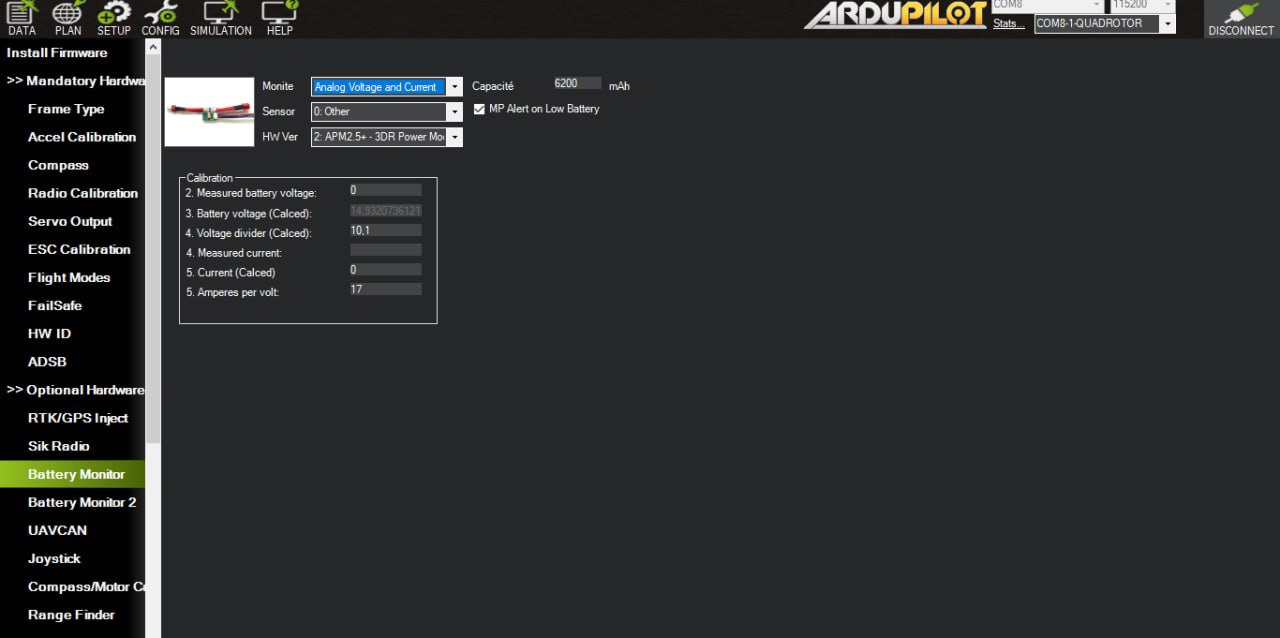 DATA PLAN SETUP CONFIG SIMULATION HELP
ARDUPILOT
COM8 115200
Stats... COM8-1-QUADROTOR
DISCONNECT
Install Firmware
>> Mandatory Hardwa
Frame Type
Accel Calibration
Compass
Radio Calibration
Servo Output
ESC Calibration
Flight Modes
FailSafe
HW ID
ADSB
>> Optional Hardware
RTK/GPS Inject
Sik Radio
Battery Monitor
Battery Monitor 2
UAVCAN
Joystick
Compass/Motor C
Range Finder
Monite Analog Voltage and Current Capacité 6200 mAh
Sensor 0: Other MP Alert on Low Battery
HW Ver 2: APM2.5+ - 3DR Power Mo
Calibration
2. Measured battery voltage: 0
3. Battery voltage (Calced): 14.9320736121
4. Voltage divider (Calced): 10,1
4. Measured current:
5. Current (Calced) 0
5. Amperes per volt: 17